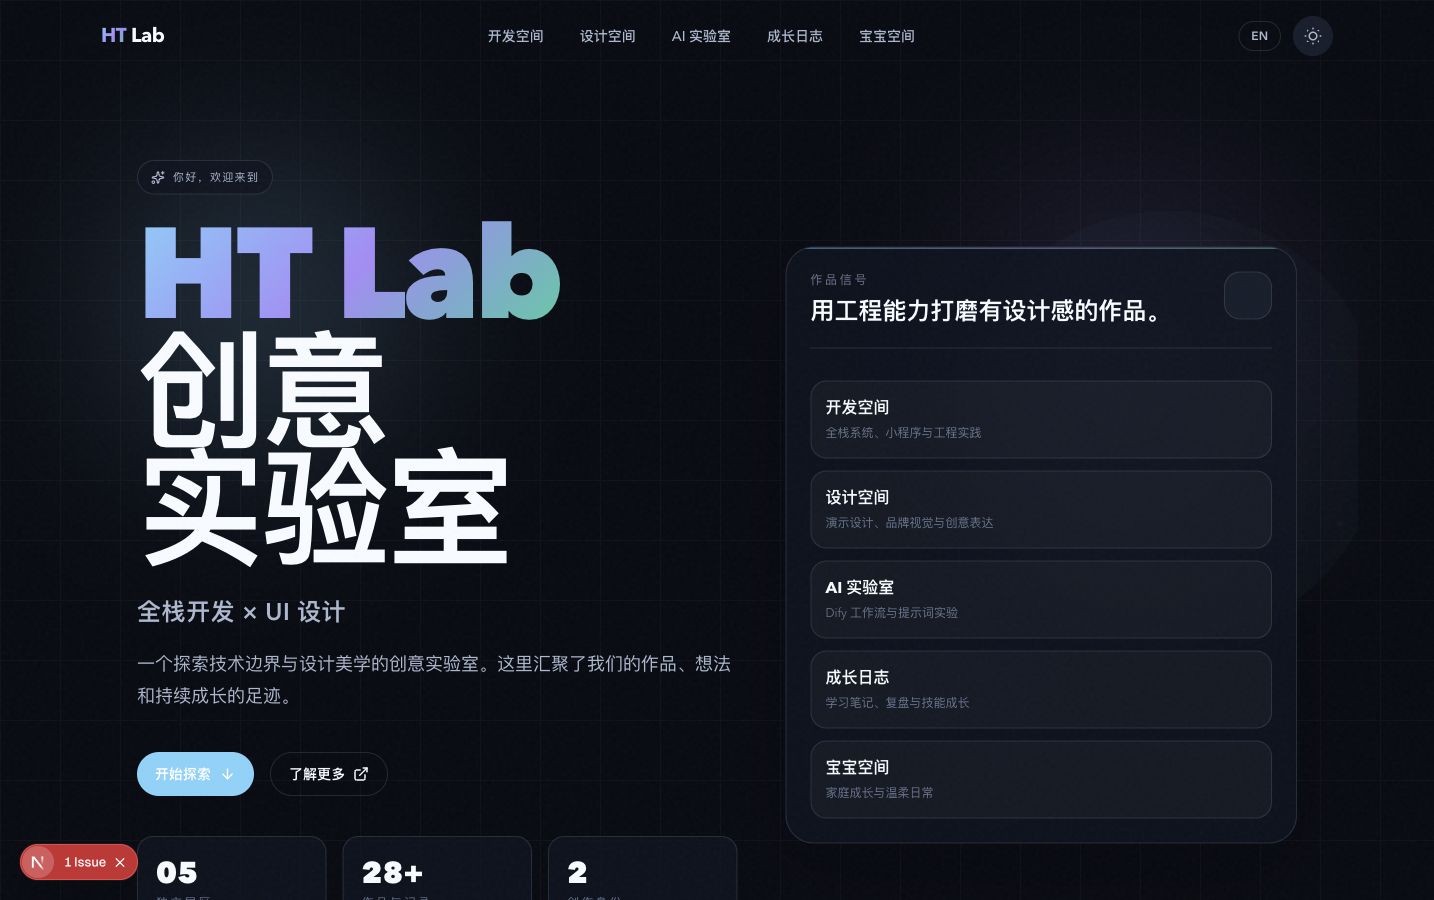 HT Lab
开发空间
设计空间
AI 实验室
成长日志
宝宝空间
EN
你好，欢迎来到
HT Lab
创意
实验室
全栈开发 × UI 设计
一个探索技术边界与设计美学的创意实验室。这里汇聚了我们的作品、想法
和持续成长的足迹。
开始探索
了解更多
05
28+
2
作品信号
用工程能力打磨有设计感的作品。
开发空间
全栈系统、小程序与工程实践
设计空间
演示设计、品牌视觉与创意表达
AI 实验室
Dify 工作流与提示词实验
成长日志
学习笔记、复盘与技能成长
宝宝空间
家庭成长与温柔日常
N
1 Issue